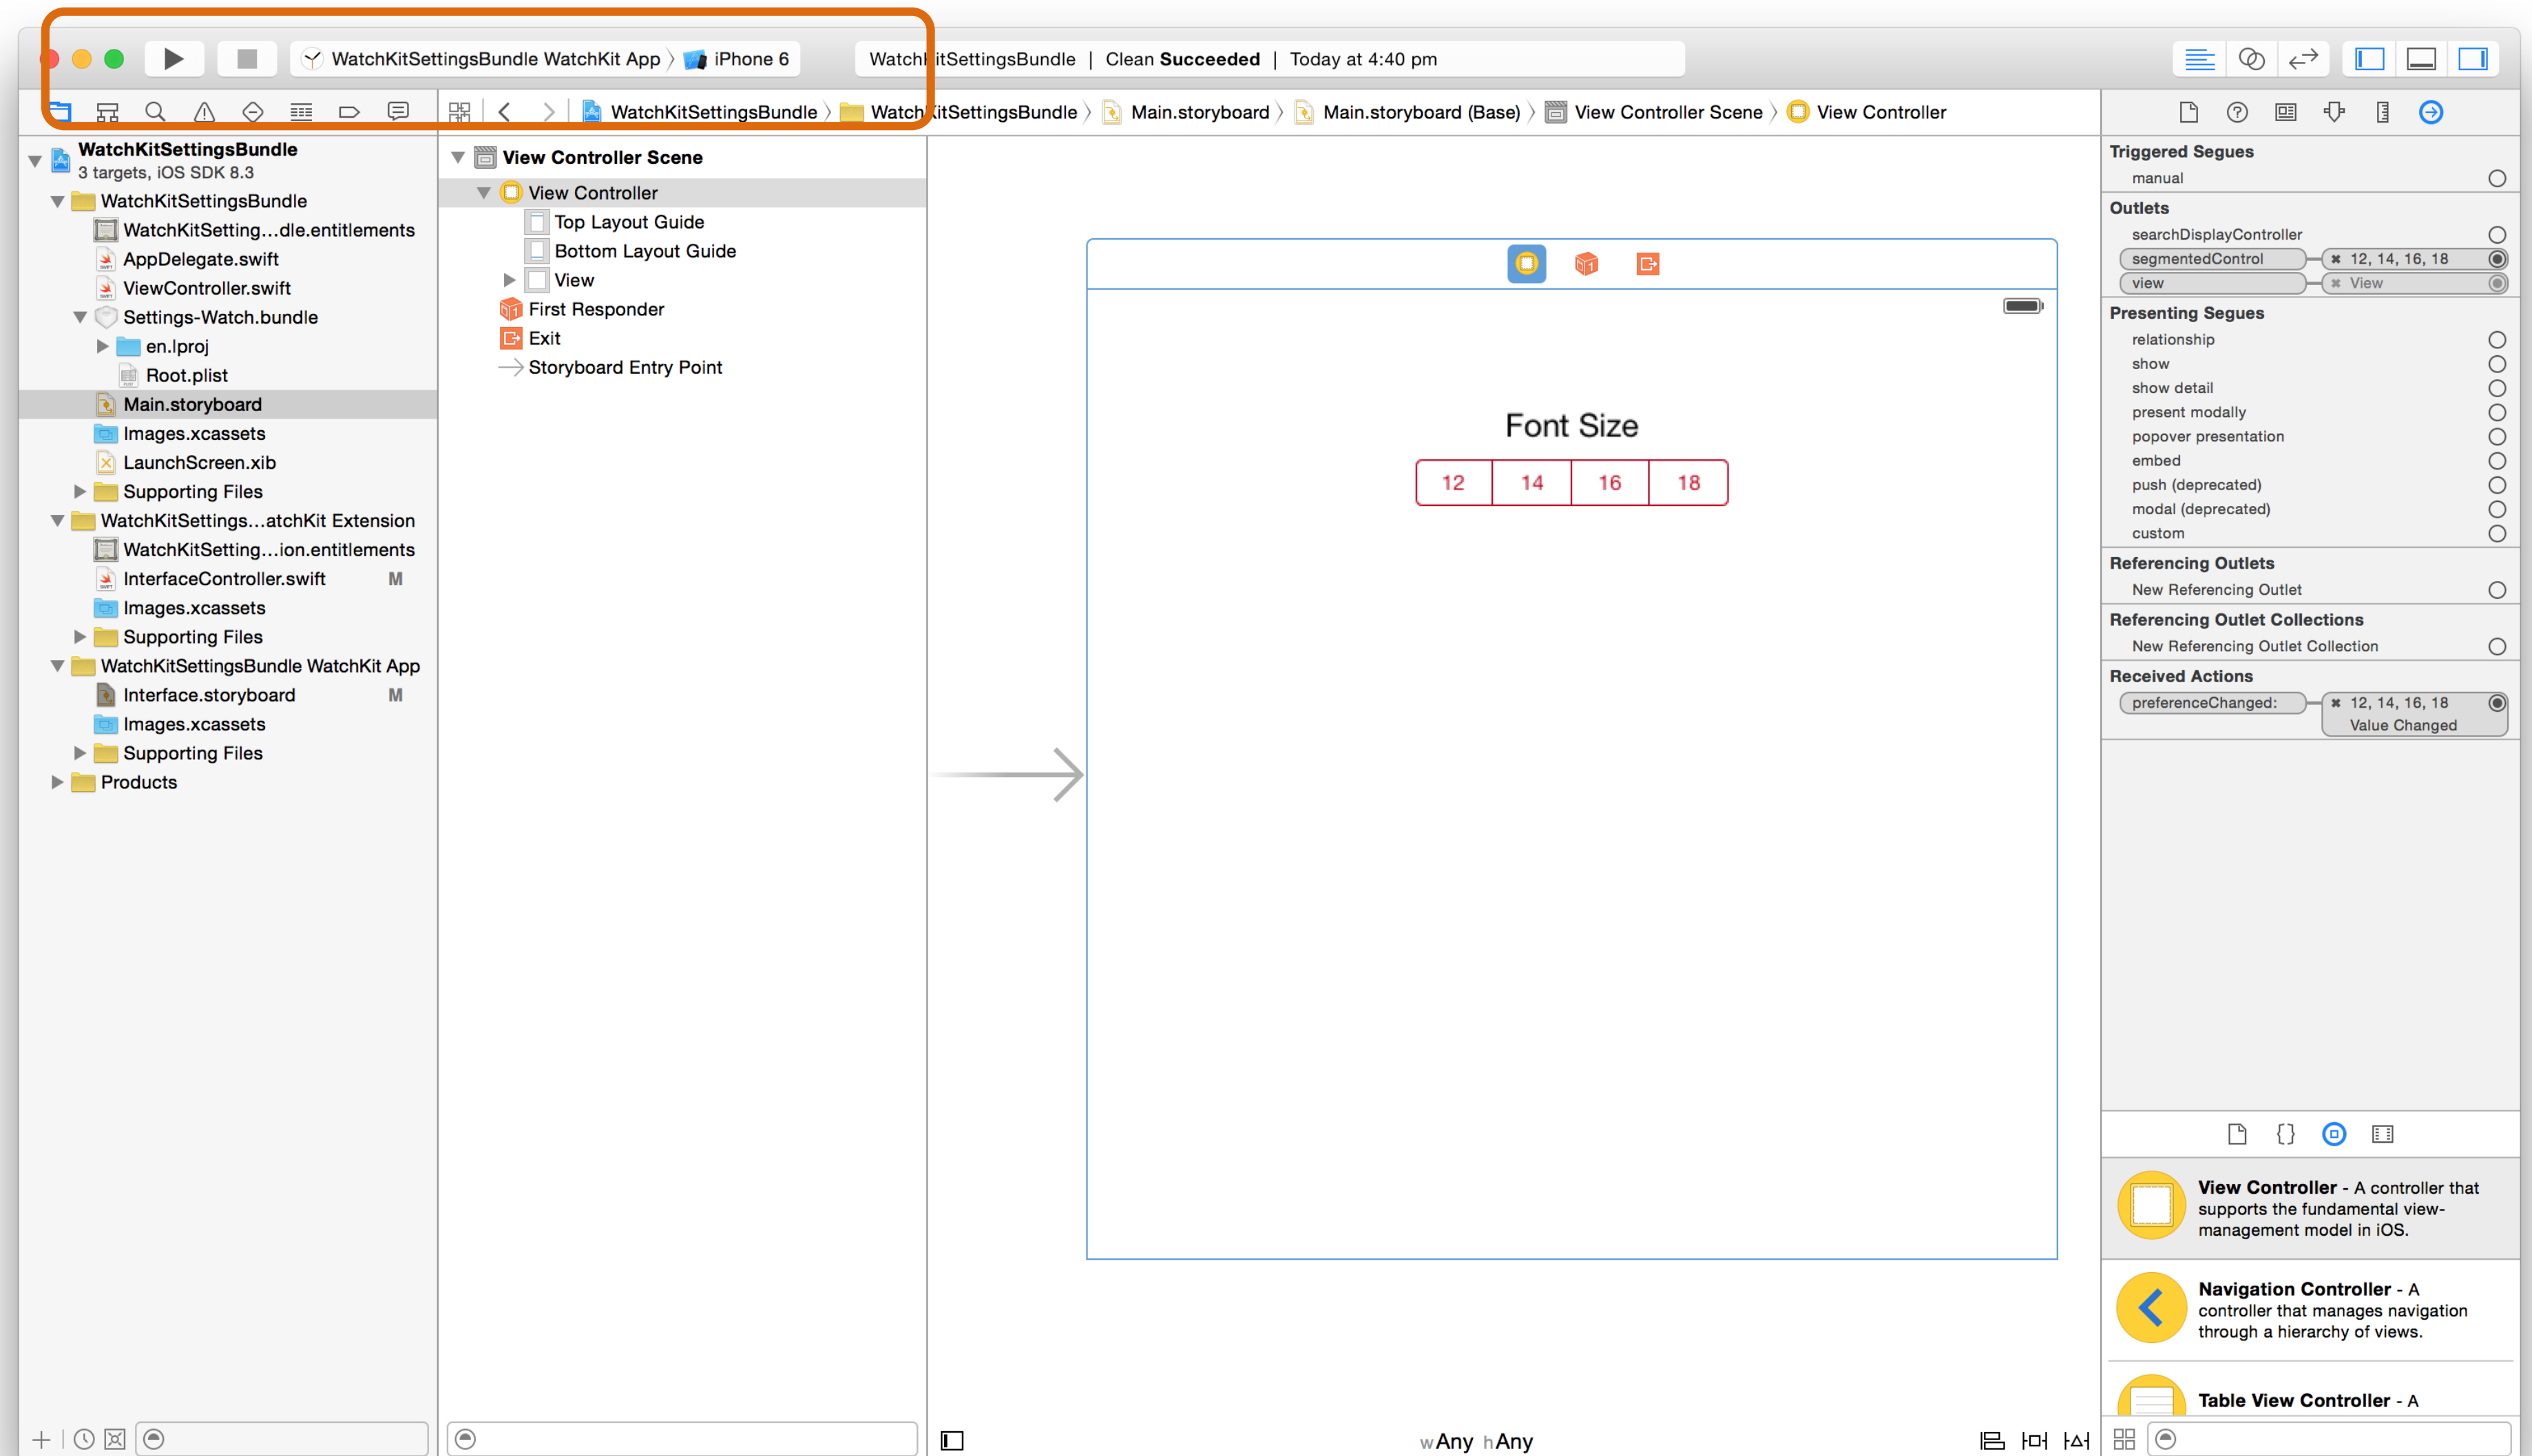 WatchKitSettingsBundle WatchKit App iPhone 6
WatchKitSettingsBundle | Clean Succeeded | Today at 4:40 pm
WatchKitSettingsBundle WatchKitSettingsBundle Main.storyboard Main.storyboard (Base) View Controller Scene View Controller
WatchKitSettingsBundle
3 targets, iOS SDK 8.3
WatchKitSettingsBundle
WatchKitSetting...dle.entitlements
AppDelegate.swift
ViewController.swift
Settings-Watch.bundle
en.lproj
Root.plist
Main.storyboard
Images.xcassets
LaunchScreen.xib
Supporting Files
WatchKitSettings...atchKit Extension
WatchKitSetting...ion.entitlements
InterfaceController.swift M
Images.xcassets
Supporting Files
WatchKitSettingsBundle WatchKit App
Interface.storyboard M
Images.xcassets
Supporting Files
Products
View Controller Scene
View Controller
Top Layout Guide
Bottom Layout Guide
View
First Responder
Exit
Storyboard Entry Point
Font Size
12 14 16 18
wAny hAny
Triggered Segues
manual
Outlets
searchDisplayController
segmentedControl 12, 14, 16, 18
view View
Presenting Segues
relationship
show
show detail
present modally
popover presentation
embed
push (deprecated)
modal (deprecated)
custom
Referencing Outlets
New Referencing Outlet
Referencing Outlet Collections
New Referencing Outlet Collection
Received Actions
preferenceChanged: 12, 14, 16, 18
Value Changed
View Controller - A controller that
supports the fundamental view-
management model in iOS.
Navigation Controller - A
controller that manages navigation
through a hierarchy of views.
Table View Controller - A